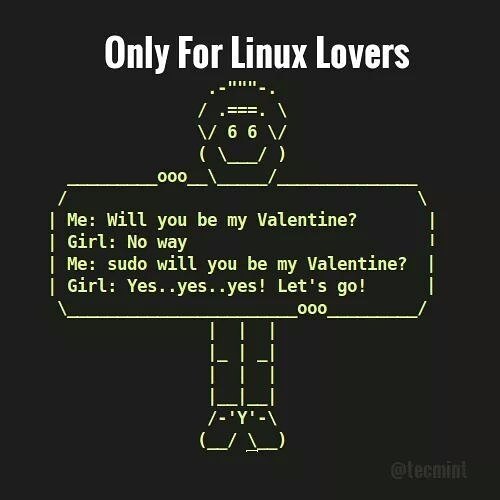 Only For Linux Lovers
Me: Will you be my Valentine?
Girl: No way
Me: sudo will you be my Valentine?
Girl: Yes..yes..yes! Let's go!
@tecmint